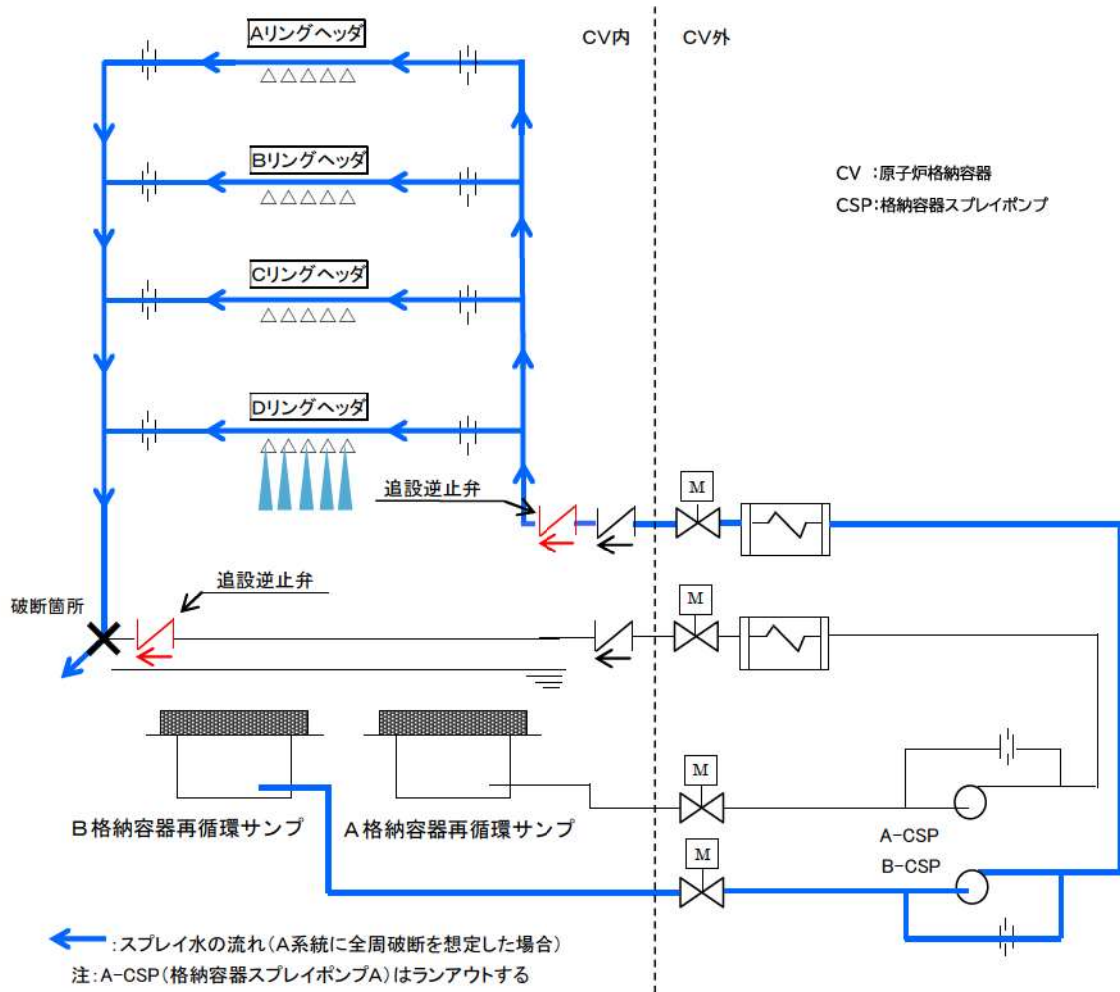 Aリングヘッダ
CV内
CV外
Bリングヘッダ
CV :原子炉格納容器
CSP:格納容器スプレイポンプ
Cリングヘッダ
Dリングヘッダ
追設逆止弁
M
追設逆止弁
破断箇所
M
M
B格納容器再循環サンプ
A格納容器再循環サンプ
A-CSP
B-CSP
M
:スプレイ水の流れ(A系統に全周破断を想定した場合)
注:A-CSP(格納容器スプレイポンプA)はランアウトする